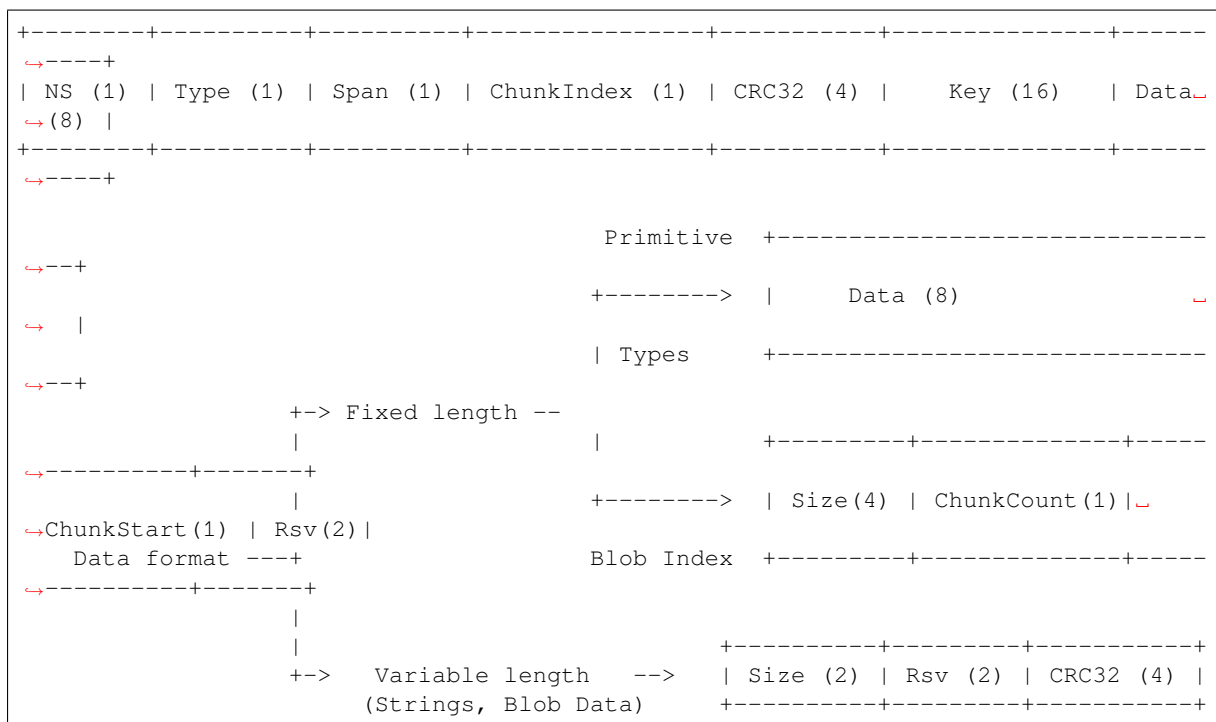 +--------+----------+----------+---------------+-----------+---------------+------
↪----+
| NS (1) | Type (1) | Span (1) | ChunkIndex (1) | CRC32 (4) |    Key (16)   | Data␣
↪(8) |
+--------+----------+----------+---------------+-----------+---------------+------
↪----+
Primitive  +-----------------------------
↪--+
+-------->  |     Data (8)                ␣
↪  |
| Types     +-----------------------------
↪--+
+-> Fixed length --
|                    |           +---------+--------------+-----
↪----------+-------+
|                    +-------->  | Size(4) | ChunkCount(1)|␣
↪ChunkStart(1) | Rsv(2)|
Data format ---+                    Blob Index  +---------+--------------+-----
↪----------+-------+
|
|                             +----------+---------+-----------+
+->   Variable length   -->   | Size (2) | Rsv (2) | CRC32 (4) |
(Strings, Blob Data)     +----------+---------+-----------+